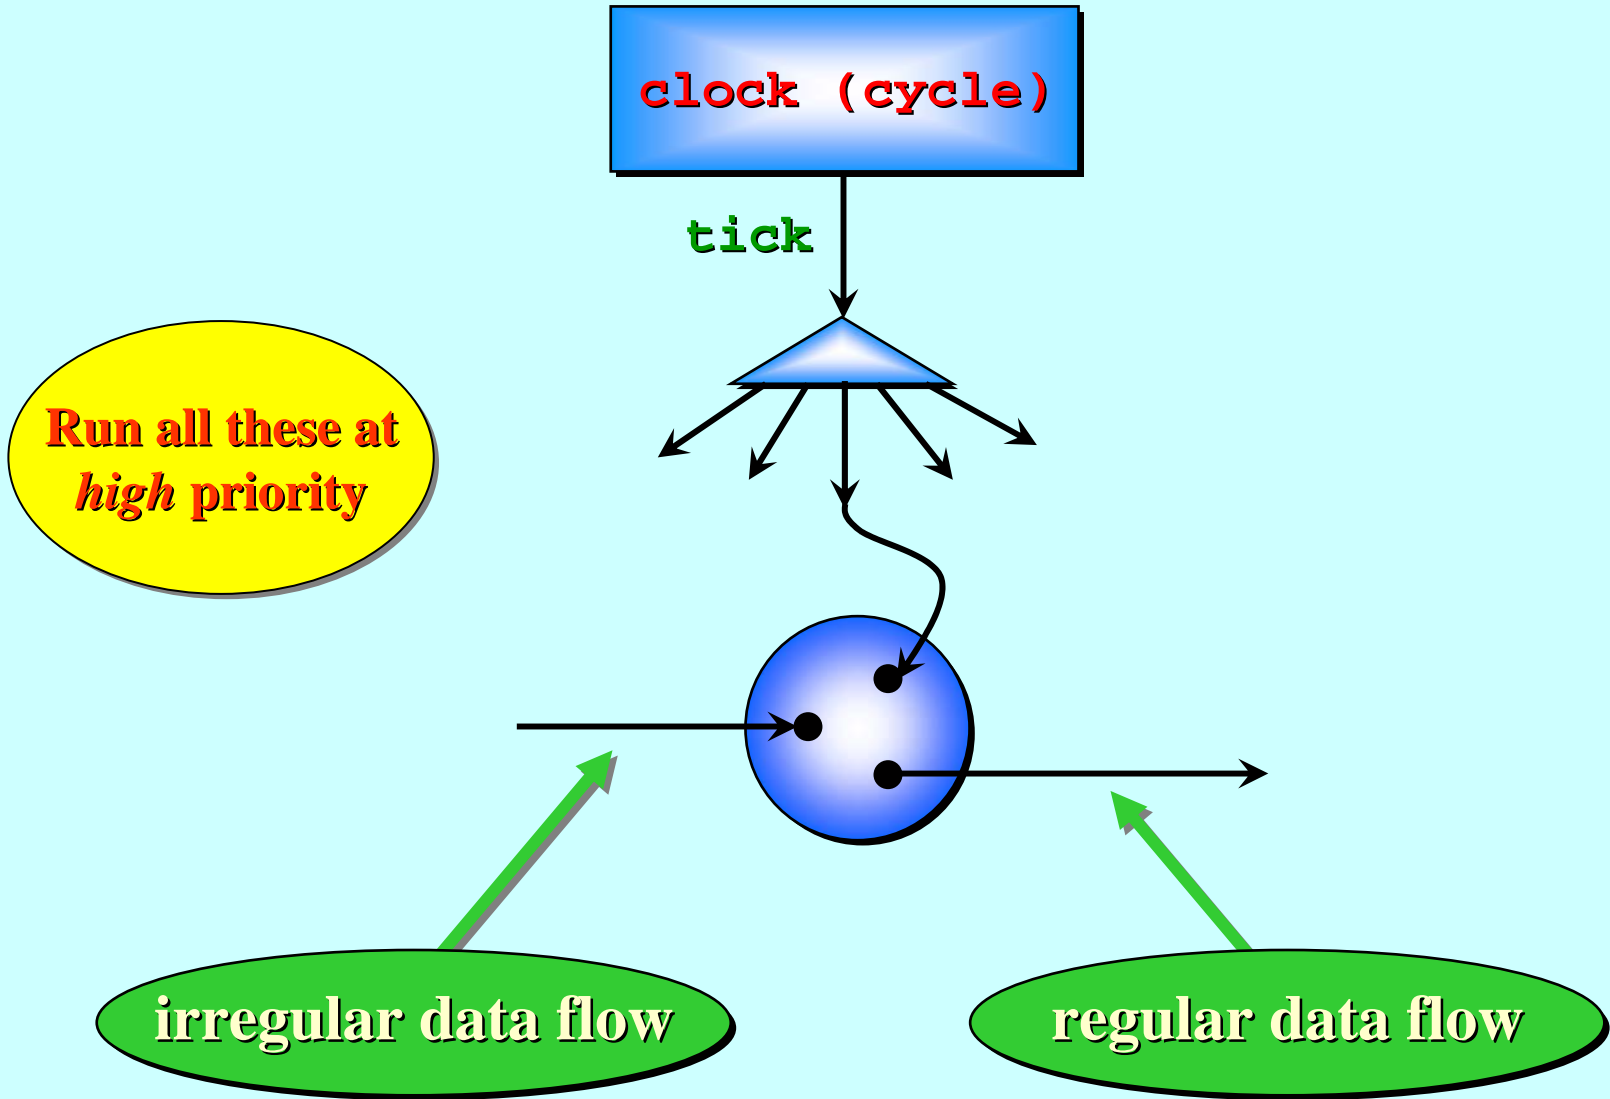 clock (cycle)
tick
Run all these at
high priority
irregular data flow
regular data flow